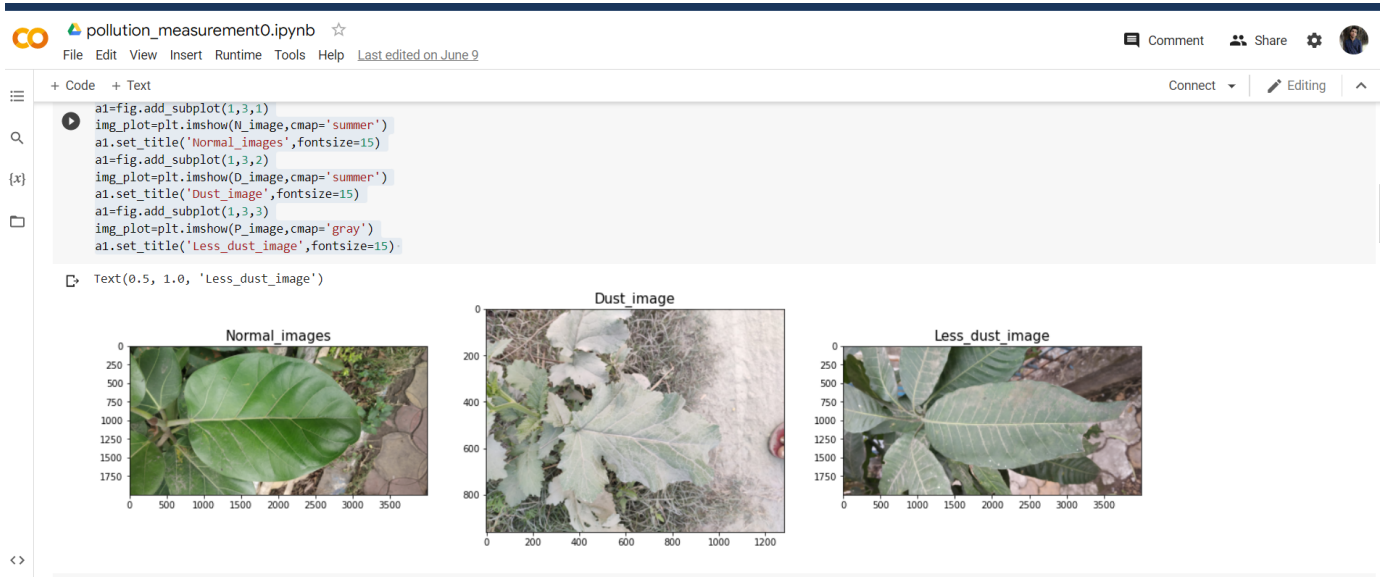 pollution_measurement0.ipynb
File Edit View Insert Runtime Tools Help Last edited on June 9
Comment Share
+ Code + Text
Connect Editing
a1=fig.add_subplot(1,3,1)
img_plot=plt.imshow(N_image,cmap='summer')
a1.set_title('Normal_images',fontsize=15)
a1=fig.add_subplot(1,3,2)
img_plot=plt.imshow(D_image,cmap='summer')
a1.set_title('Dust_image',fontsize=15)
a1=fig.add_subplot(1,3,3)
img_plot=plt.imshow(P_image,cmap='gray')
a1.set_title('Less_dust_image',fontsize=15)
{x}
Text(0.5, 1.0, 'Less_dust_image')
Normal_images
0
250
500
750
1000
1250
1500
1750
0 500 1000 1500 2000 2500 3000 3500
Dust_image
0
200
400
600
800
0 200 400 600 800 1000 1200
Less_dust_image
0
250
500
750
1000
1250
1500
1750
0 500 1000 1500 2000 2500 3000 3500